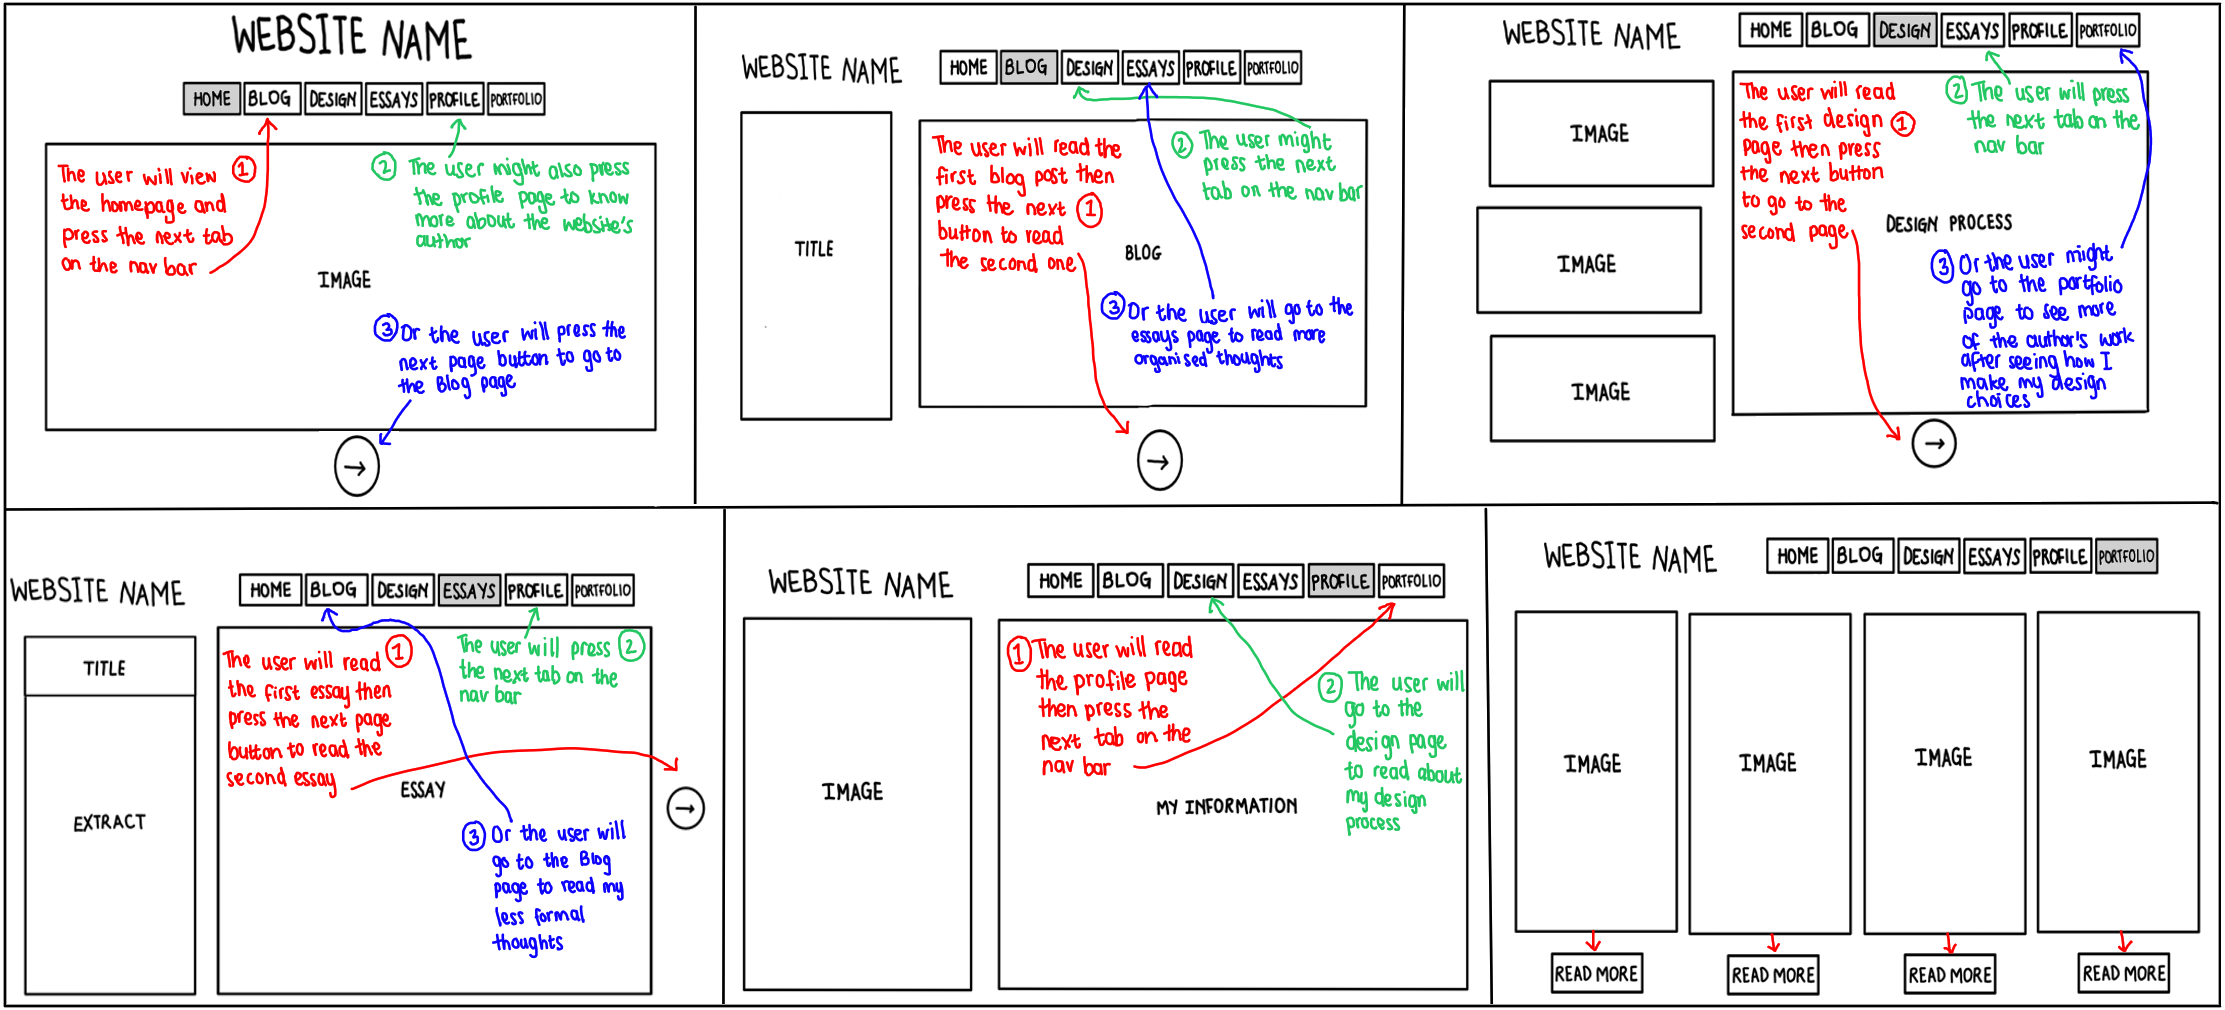 WEBSITE NAME
HOME BLOG DESIGN ESSAYS PROFILE PORTFOLIO
The user will view 1
the homepage and
press the next tab
on the nav bar
2 The user might also press
the profile page to know
more about the website's
author
IMAGE
3 Or the user will press the
next page button to go to
the Blog page
→
WEBSITE NAME
HOME BLOG DESIGN ESSAYS PROFILE PORTFOLIO
TITLE
The user will read the
first blog post then
press the next 1
button to read
the second one
2 The user might
press the next
tab on the nav bar
BLOG
3 Or the user will go to the
essays page to read more
organised thoughts
→
WEBSITE NAME
HOME BLOG DESIGN ESSAYS PROFILE PORTFOLIO
IMAGE
IMAGE
IMAGE
The user will read
the first design 1
page then press
the next button
to go to the
second page
2 The user will press
the next tab on the
nav bar
DESIGN PROCESS
3 Or the user might
go to the portfolio
page to see more
of the author's work
after seeing how I
make my design
choices
→
WEBSITE NAME
HOME BLOG DESIGN ESSAYS PROFILE PORTFOLIO
TITLE
EXTRACT
The user will read 1
the first essay then
press the next page
button to read the
second essay
The user will press 2
the next tab on the
nav bar
ESSAY
3 Or the user will
go to the Blog
page to read my
less formal
thoughts
→
WEBSITE NAME
HOME BLOG DESIGN ESSAYS PROFILE PORTFOLIO
IMAGE
1 The user will read
the profile page
then press the
next tab on the
nav bar
2 The user will
go to the
design page
to read about
my design
process
MY INFORMATION
WEBSITE NAME
HOME BLOG DESIGN ESSAYS PROFILE PORTFOLIO
IMAGE IMAGE IMAGE IMAGE
READ MORE READ MORE READ MORE READ MORE